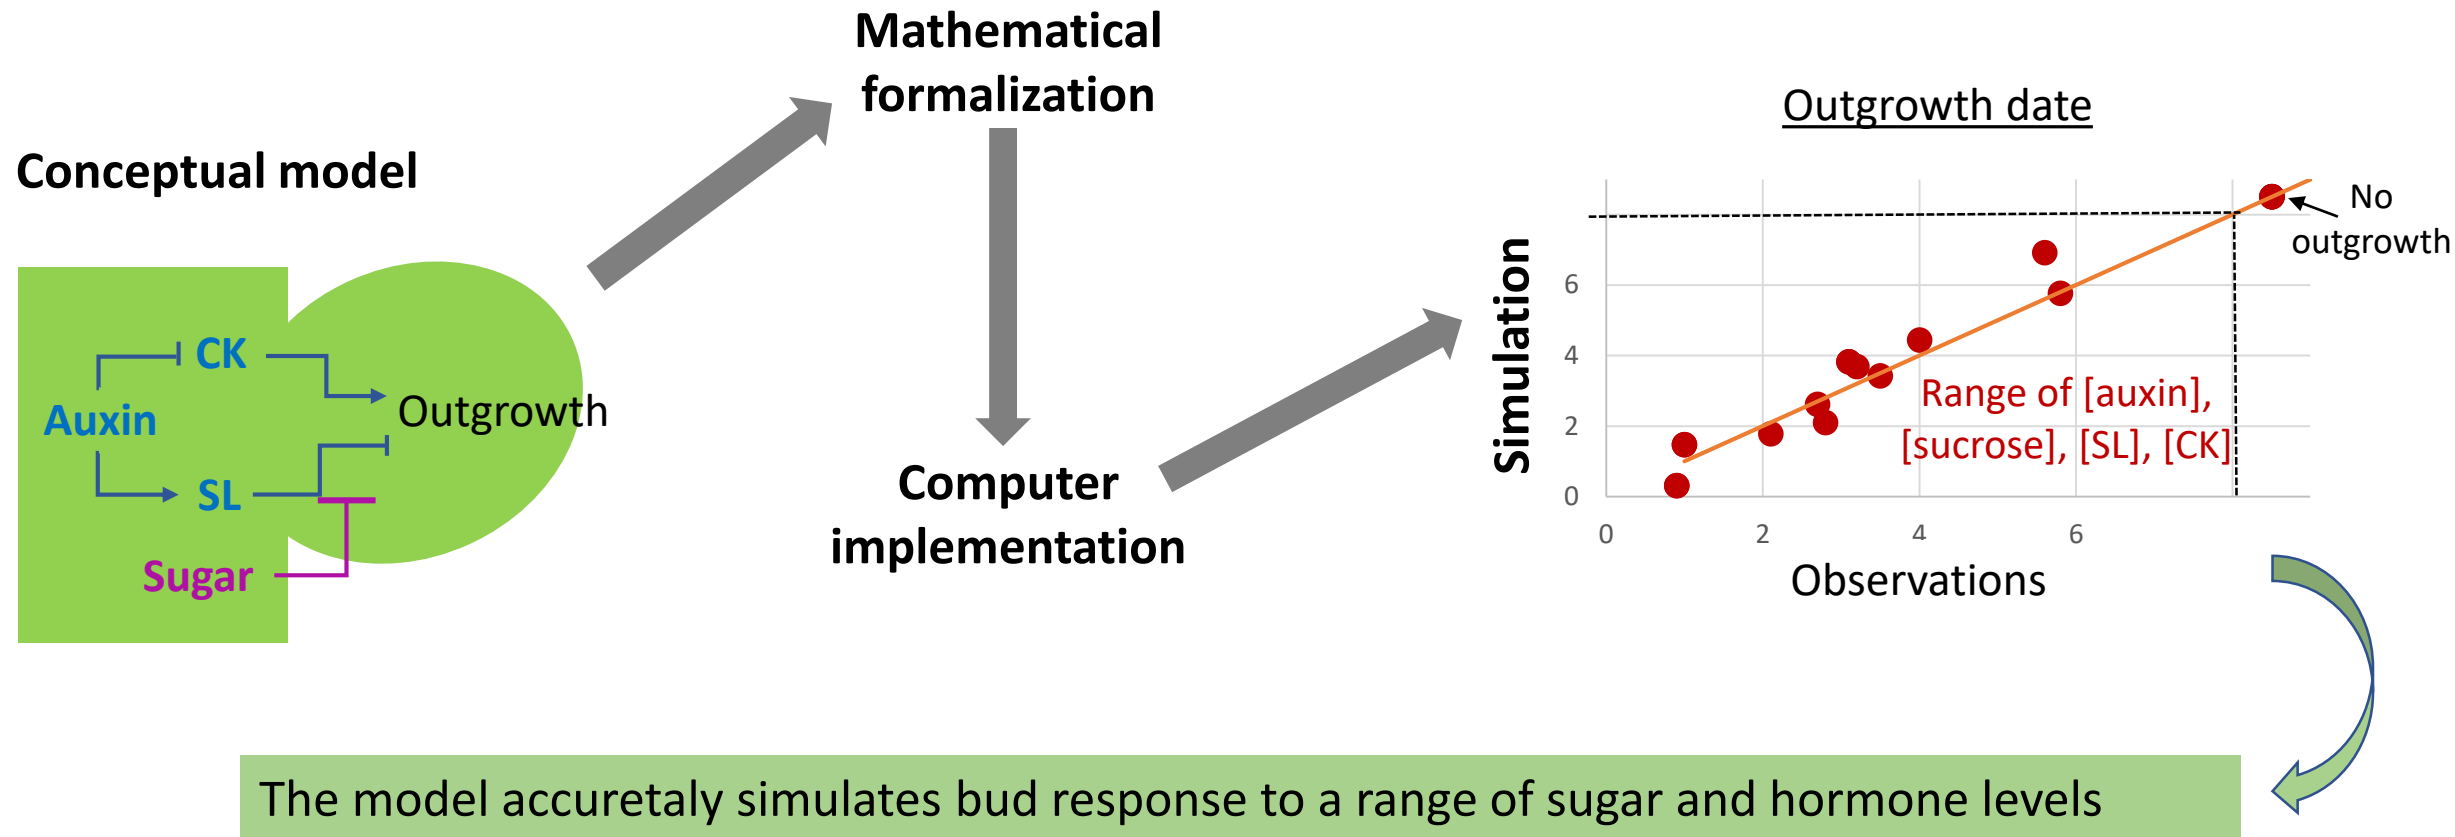 Mathematical
formalization
Conceptual model
CK
Auxin
Outgrowth
SL
Sugar
Computer
implementation
Outgrowth date
No
outgrowth
Simulation
6
4
2
0
Range of [auxin],
[sucrose], [SL], [CK]
0 2 4 6
Observations
The model accuretaly simulates bud response to a range of sugar and hormone levels